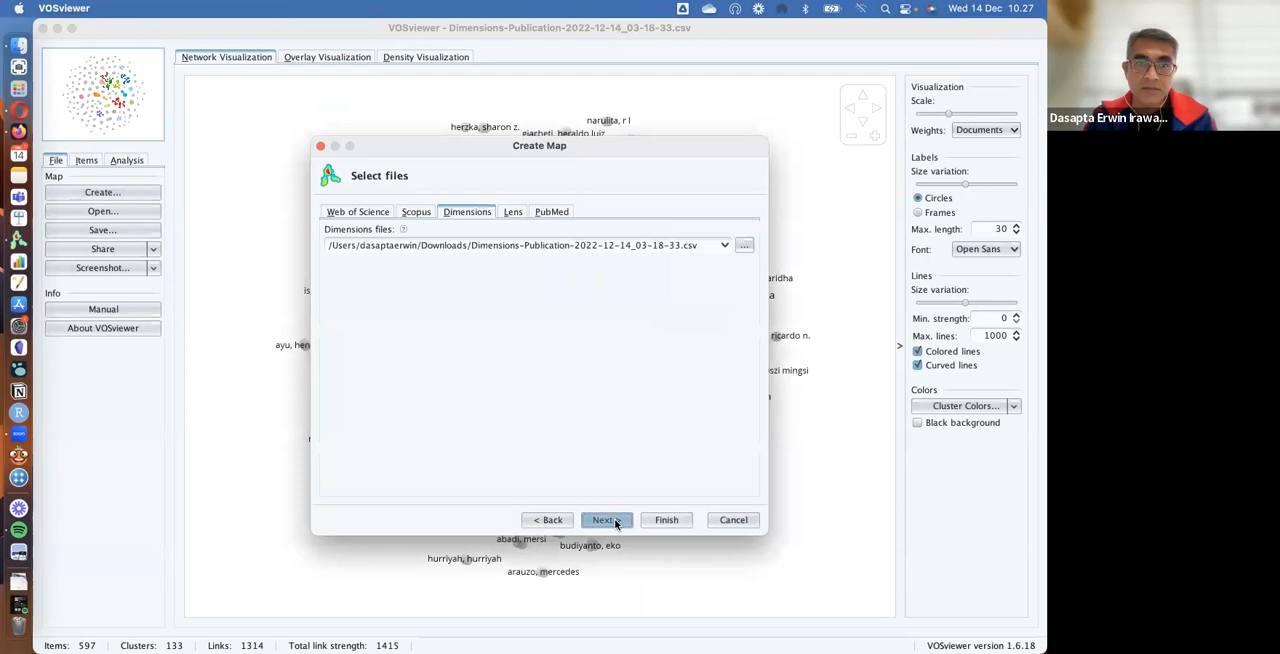 VOSviewer
Wed 14 Dec 10.27
VOSviewer - Dimensions-Publication-2022-12-14_03-18-33.csv
Network Visualization
Overlay Visualization
Density Visualization
File
Items
Analysis
Map
Create...
Open...
Save...
Share
Screenshot...
Info
Manual
About VOSviewer
herzka, sharon z.
narulita, r l
giarheti, heraldo luiz
Create Map
Select files
Web of Science
Scopus
Dimensions
Lens
PubMed
Dimensions files:
/Users/dasaptaerwin/Downloads/Dimensions-Publication-2022-12-14_03-18-33.csv
...
< Back
Next >
Finish
Cancel
is
ayu, hen
aridha
a
ricardo n.
szi mingsi
abadi, mersi
budiyanto, eko
hurriyah, hurriyah
arauzo, mercedes
Visualization
Scale:
Weights:
Documents
Labels
Size variation:
Circles
Frames
Max. length:
30
Font:
Open Sans
Lines
Size variation:
Min. strength:
0
Max. lines:
1000
Colored lines
Curved lines
Colors
Cluster Colors...
Black background
Items: 597
Clusters: 133
Links: 1314
Total link strength: 1415
VOSviewer version 1.6.18
Dasapta Erwin Irawa...